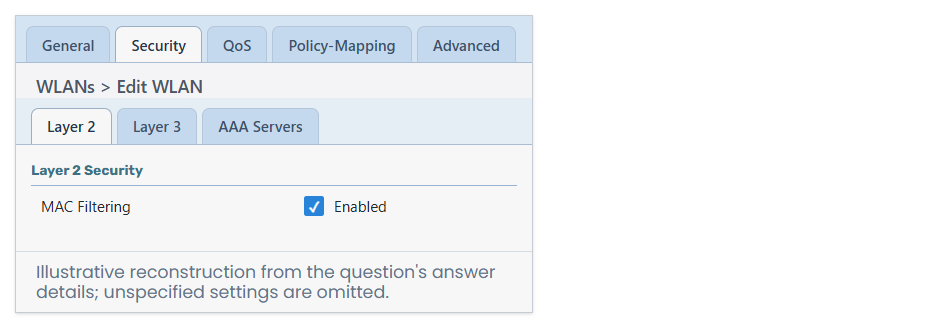 General Security QoS Policy-Mapping Advanced
WLANs > Edit WLAN
Layer 2 Layer 3 AAA Servers
Layer 2 Security
MAC Filtering Enabled
Illustrative reconstruction from the question's answer
details; unspecified settings are omitted.